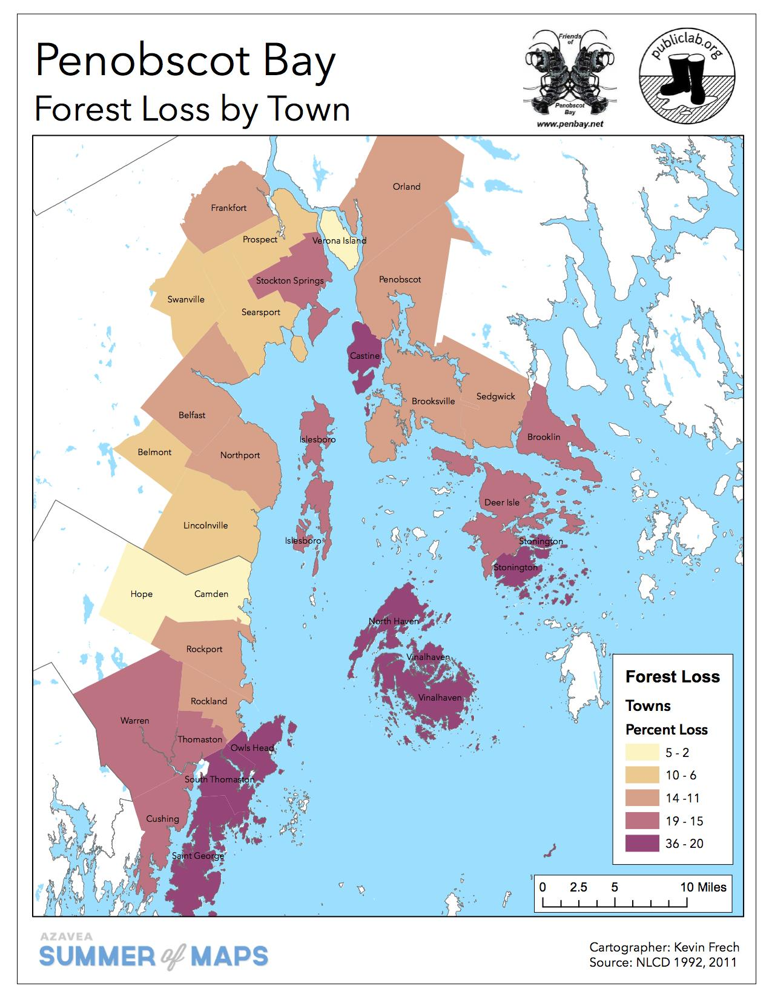 Penobscot Bay
Forest Loss by Town
Friends
of
Penobscot
Bay
www.penbay.net
publiclab.org
Orland
Frankfort
Prospect
Verona Island
Stockton Springs
Penobscot
Swanville
Searsport
Castine
Sedgwick
Brooksville
Belfast
Brooklin
Islesboro
Belmont
Northport
Deer Isle
Lincolnville
Islesboro
Stonington
Stonington
Hope
Camden
North Haven
Rockport
Vinalhaven
Vinalhaven
Rockland
Warren
Thomaston
Owls Head
South Thomaston
Cushing
Saint George
Forest Loss
Towns
Percent Loss
5 - 2
10 - 6
14 -11
19 - 15
36 - 20
0 2.5 5 10 Miles
AZAVEA
SUMMER of MAPS
Cartographer: Kevin Frech
Source: NLCD 1992, 2011